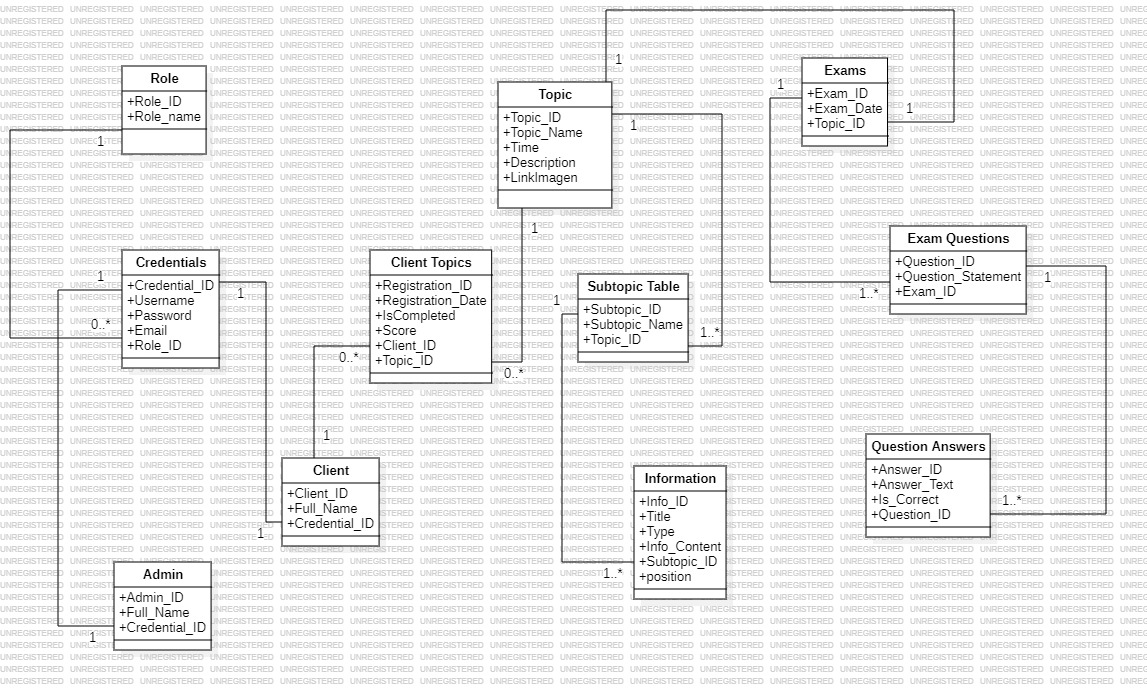 Role
+Role_ID
+Role_name
1
Credentials
+Credential_ID
+Username
+Password
+Email
+Role_ID
1
0..*
1
Admin
+Admin_ID
+Full_Name
+Credential_ID
1
Client
+Client_ID
+Full_Name
+Credential_ID
1
1
Client Topics
+Registration_ID
+Registration_Date
+IsCompleted
+Score
+Client_ID
+Topic_ID
0..*
0..*
Topic
+Topic_ID
+Topic_Name
+Time
+Description
+LinkImagen
1
1
1
Subtopic Table
+Subtopic_ID
+Subtopic_Name
+Topic_ID
1
1..*
Information
+Info_ID
+Title
+Type
+Info_Content
+Subtopic_ID
+position
1..*
Exams
+Exam_ID
+Exam_Date
+Topic_ID
1
1
Exam Questions
+Question_ID
+Question_Statement
+Exam_ID
1..*
1
Question Answers
+Answer_ID
+Answer_Text
+Is_Correct
+Question_ID
1..*
UNREGISTERED